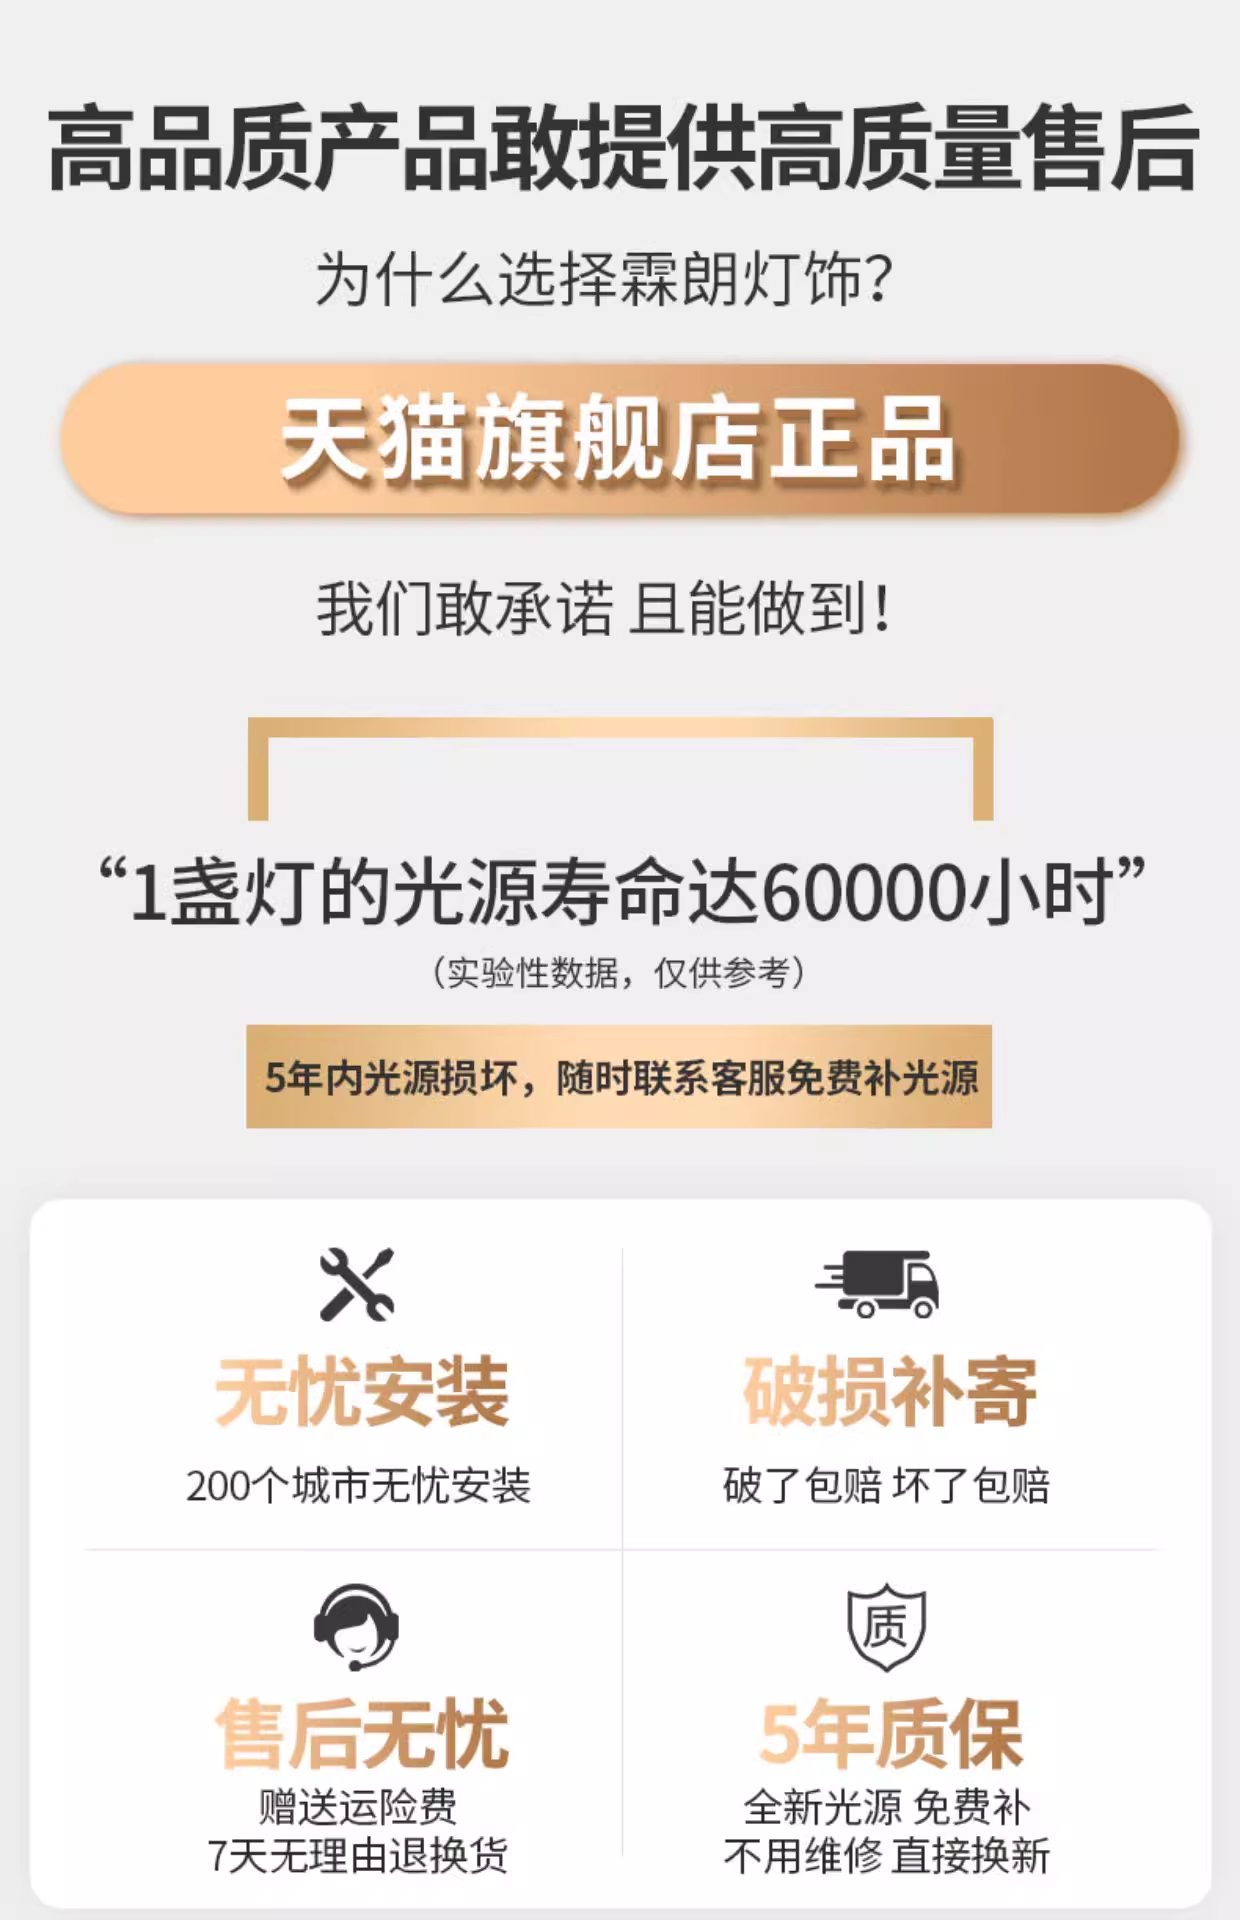 高品质产品敢提供高质量售后
为什么选择霖朗灯饰？
天猫旗舰店正品
我们敢承诺 且能做到！
“1盏灯的光源寿命达60000小时”
（实验性数据，仅供参考）
5年内光源损坏，随时联系客服免费补光源
无忧安装
200个城市无忧安装
破损补寄
破了包赔 坏了包赔
售后无忧
赠送运险费
7天无理由退换货
质
5年质保
全新光源 免费补
不用维修 直接换新